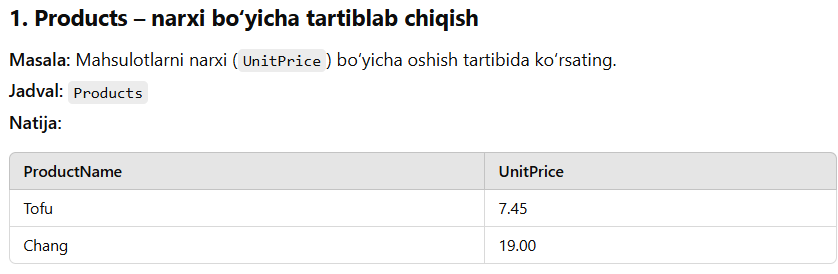 1. Products – narxi bo‘yicha tartiblab chiqish
Masala: Mahsulotlarni narxi (UnitPrice) bo‘yicha oshish tartibida ko‘rsating.
Jadval: Products
Natija:
ProductName UnitPrice
Tofu 7.45
Chang 19.00